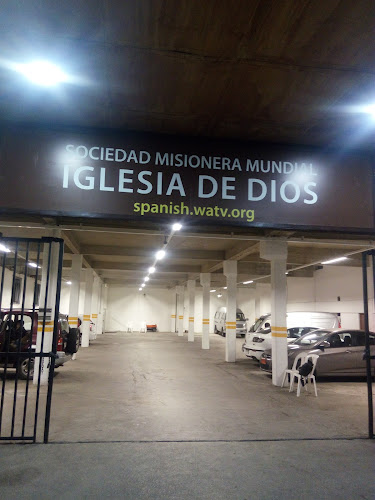 SOCIEDAD MISIONERA MUNDIAL
IGLESIA DE DIOS
spanish.watv.org